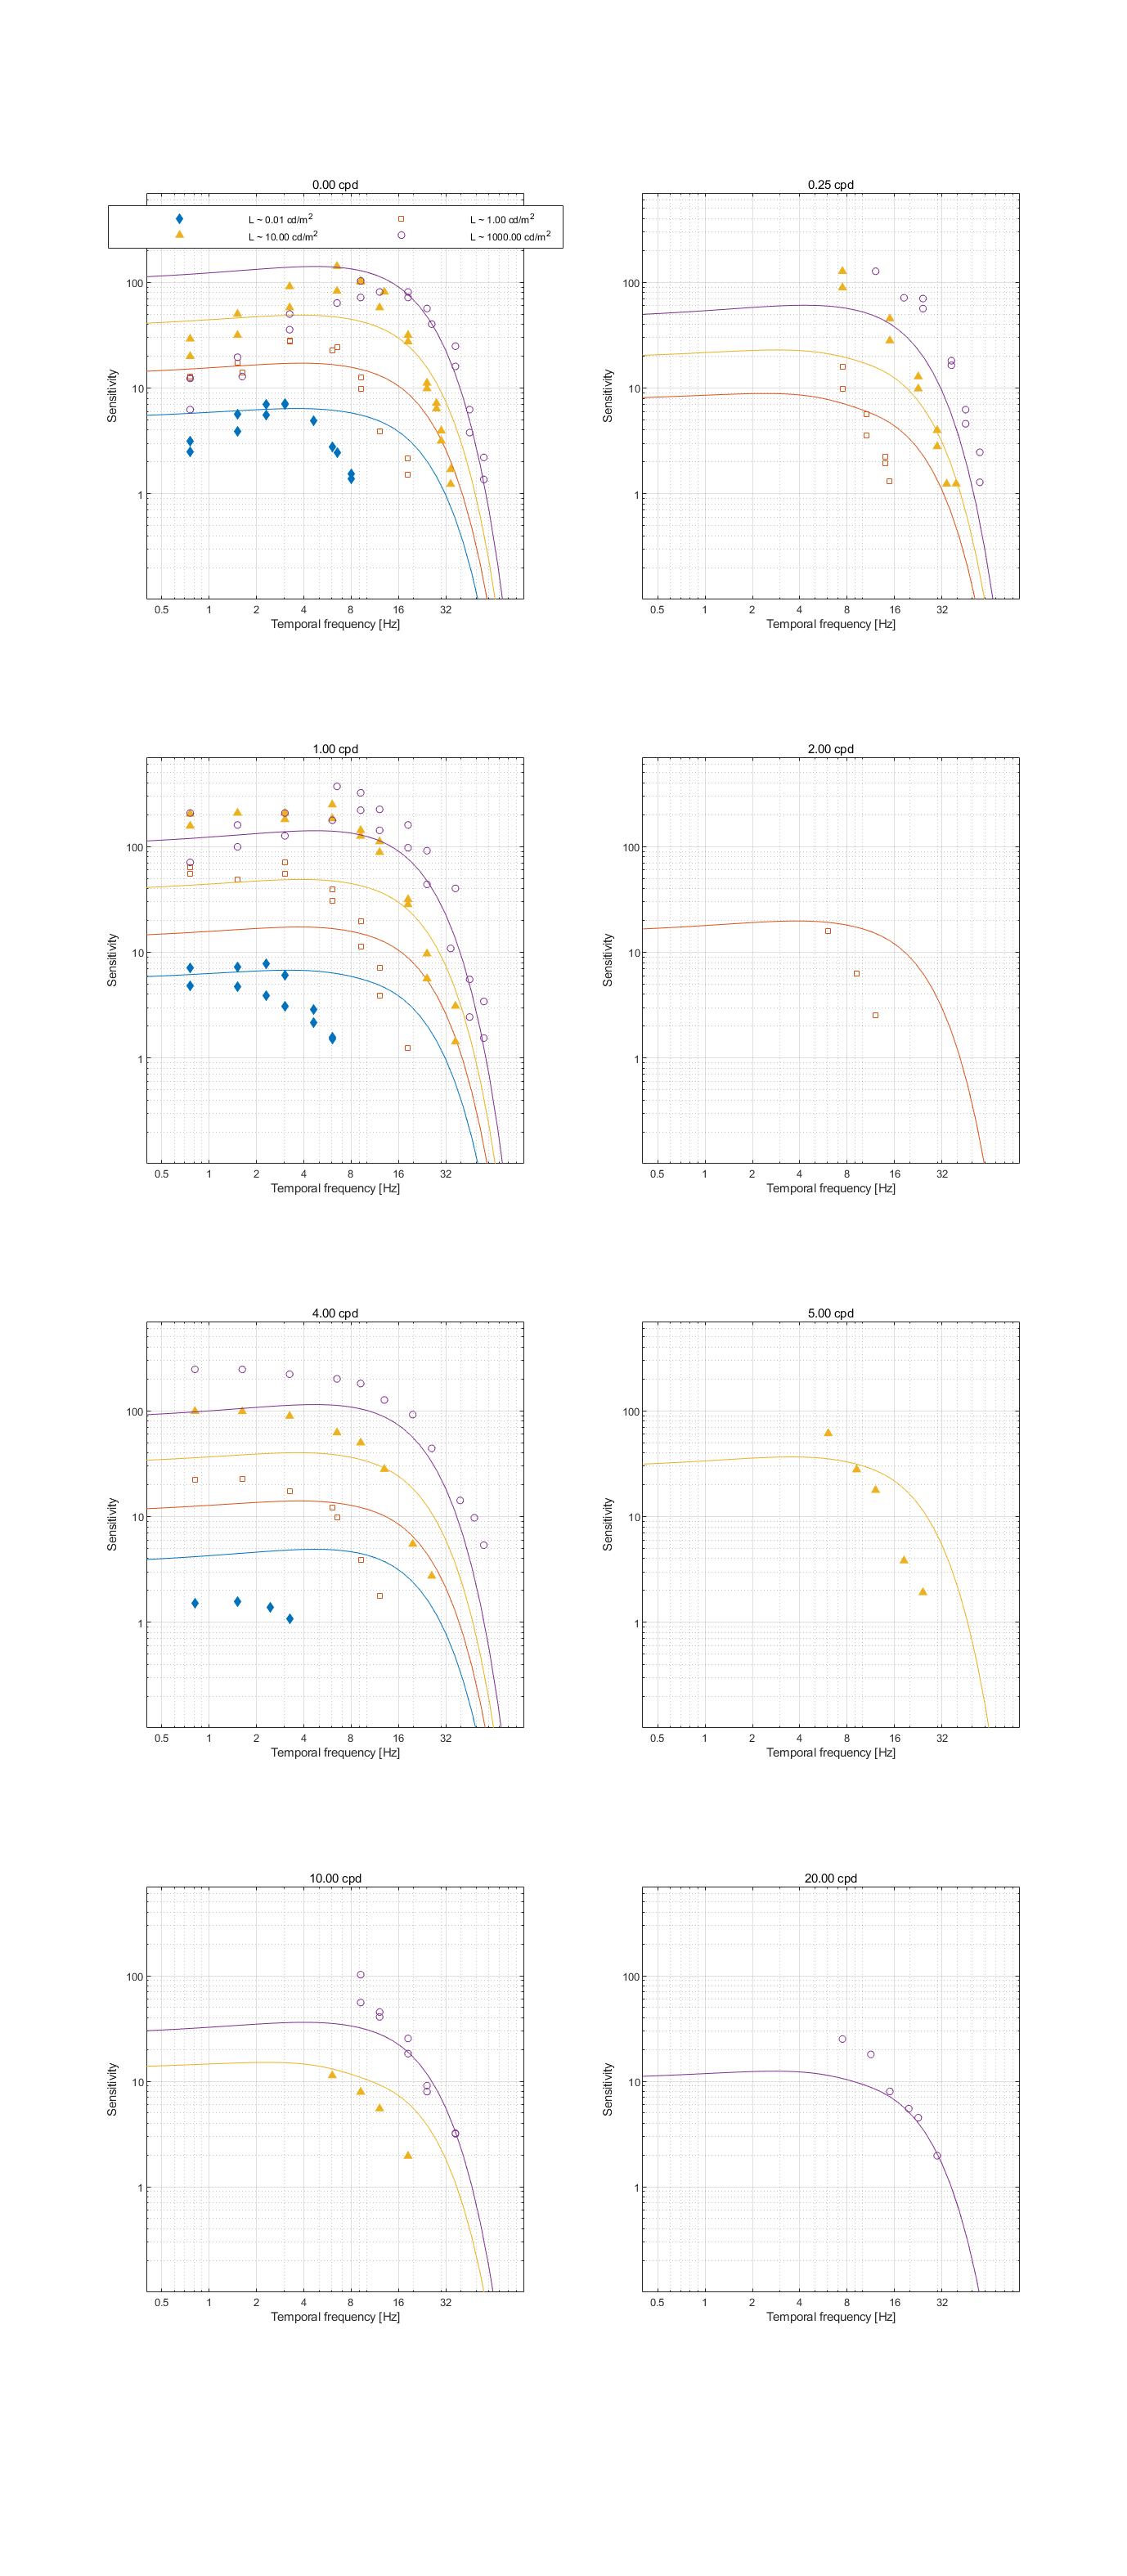 0.00 cpd
L ~ 0.01 cd/m²
L ~ 1.00 cd/m²
L ~ 10.00 cd/m²
L ~ 1000.00 cd/m²
100
10
1
Sensitivity
0.5 1 2 4 8 16 32
Temporal frequency [Hz]
0.25 cpd
100
10
1
Sensitivity
0.5 1 2 4 8 16 32
Temporal frequency [Hz]
1.00 cpd
100
10
1
Sensitivity
0.5 1 2 4 8 16 32
Temporal frequency [Hz]
2.00 cpd
100
10
1
Sensitivity
0.5 1 2 4 8 16 32
Temporal frequency [Hz]
4.00 cpd
100
10
1
Sensitivity
0.5 1 2 4 8 16 32
Temporal frequency [Hz]
5.00 cpd
100
10
1
Sensitivity
0.5 1 2 4 8 16 32
Temporal frequency [Hz]
10.00 cpd
100
10
1
Sensitivity
0.5 1 2 4 8 16 32
Temporal frequency [Hz]
20.00 cpd
100
10
1
Sensitivity
0.5 1 2 4 8 16 32
Temporal frequency [Hz]